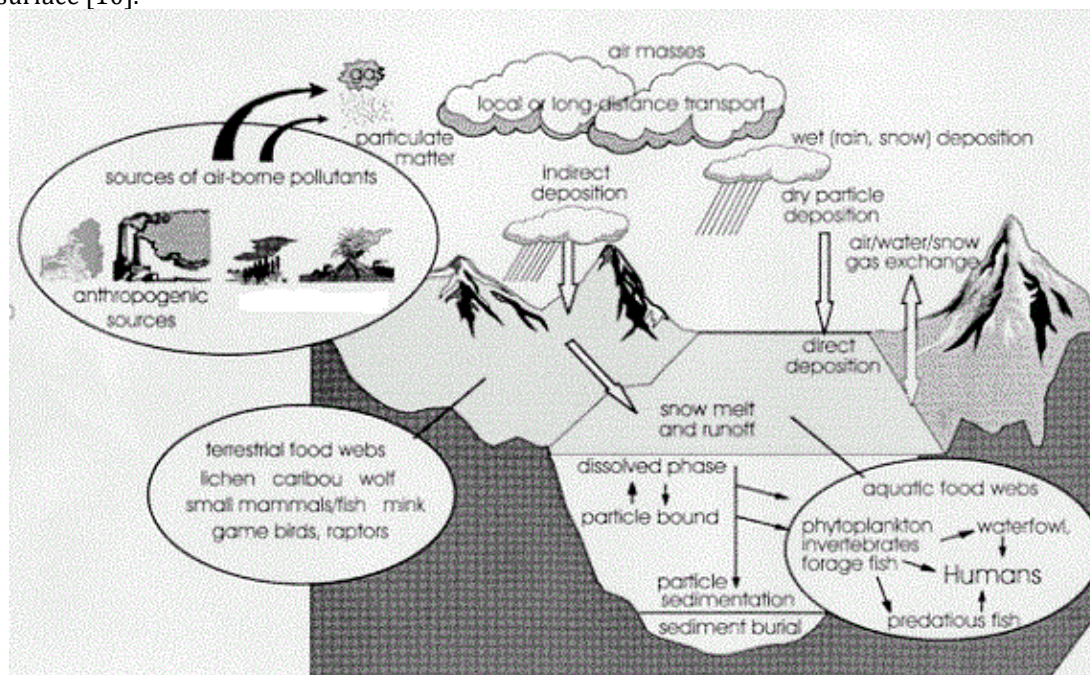 surface [10].
air masses
gas
local or long-distance transport
particulate
matter
wet (rain, snow) deposition
sources of air-borne pollutants
indirect
deposition
dry particle
deposition
air/water/snow
gas exchange
anthropogenic
sources
direct
deposition
snow melt
and runoff
terrestrial food webs
lichen caribou wolf
small mammals/fish mink
game birds, raptors
dissolved phase
particle bound
particle
sedimentation
sediment burial
aquatic food webs
phytoplankton
invertebrates
forage fish
waterfowl,
Humans
predatious fish